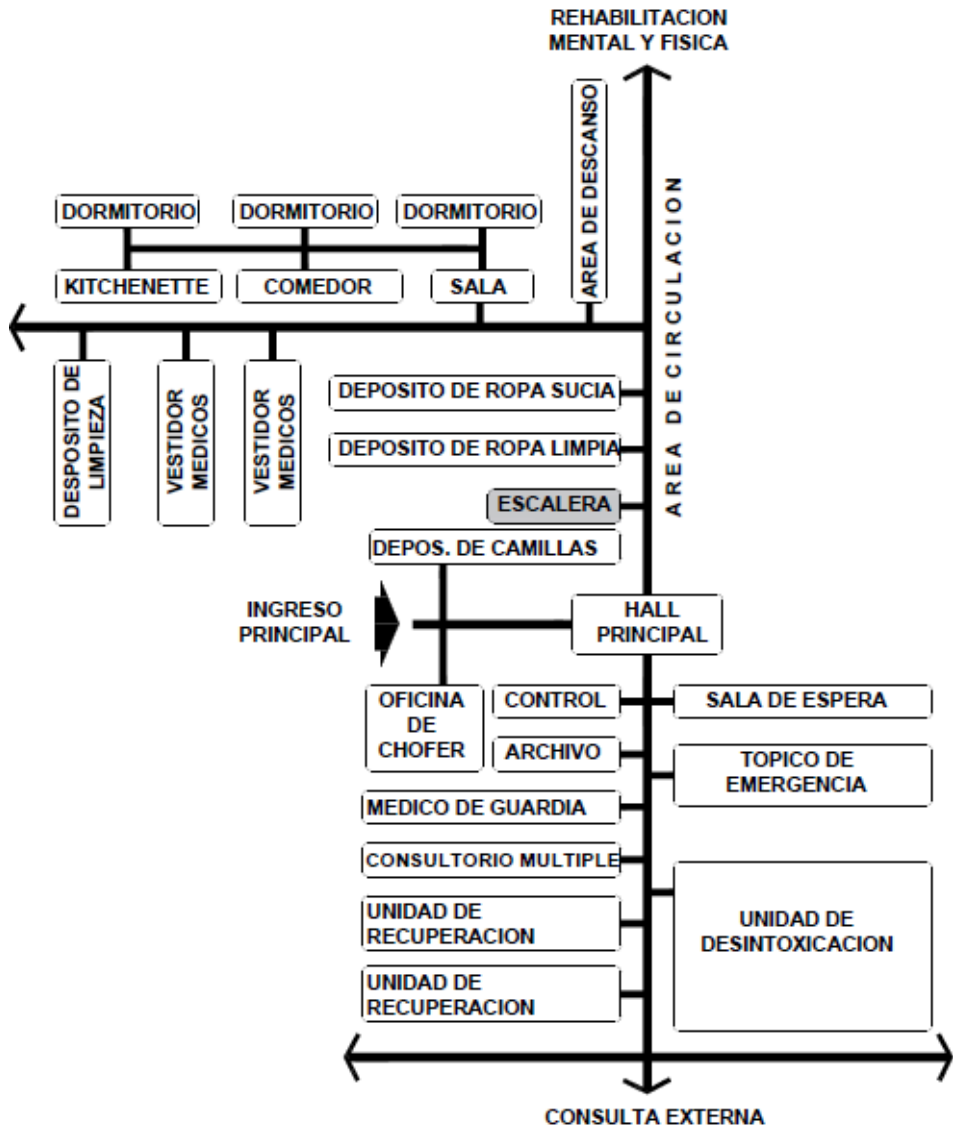 REHABILITACION
MENTAL Y FISICA
AREA DE DESCANSO
AREA DE CIRCULACION
DORMITORIO
DORMITORIO
DORMITORIO
KITCHENETTE
COMEDOR
SALA
DESPOSITO DE
LIMPIEZA
VESTIDOR
MEDICOS
VESTIDOR
MEDICOS
DEPOSITO DE ROPA SUCIA
DEPOSITO DE ROPA LIMPIA
ESCALERA
DEPOS. DE CAMILLAS
INGRESO
PRINCIPAL
HALL
PRINCIPAL
OFICINA
DE
CHOFER
CONTROL
SALA DE ESPERA
ARCHIVO
TOPICO DE
EMERGENCIA
MEDICO DE GUARDIA
CONSULTORIO MULTIPLE
UNIDAD DE
RECUPERACION
UNIDAD DE
DESINTOXICACION
UNIDAD DE
RECUPERACION
CONSULTA EXTERNA